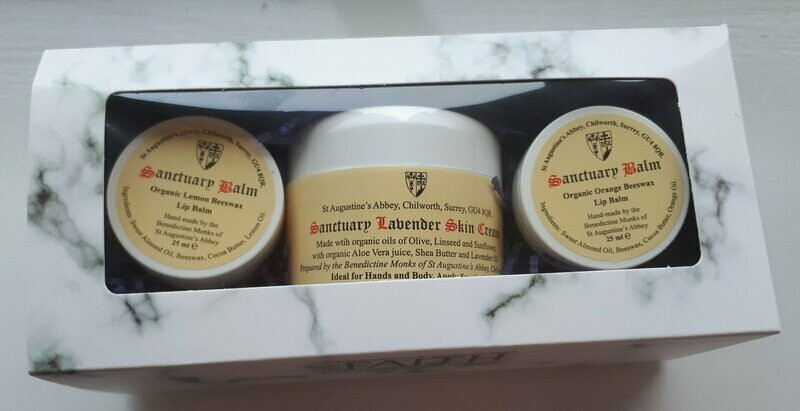 St Augustine's Abbey, Chilworth, Surrey, GU4 8QR.
Sanctuary Balm
Organic Lemon Beeswax
Lip Balm
Hand-made by the
Benedictine Monks of
St Augustine's Abbey
25 ml ℮
Ingredients: Sweet Almond Oil, Beeswax, Cocoa Butter, Lemon Oil.
St Augustine's Abbey, Chilworth, Surrey, GU4 8QR.
Sanctuary Lavender Skin Cream
Made wtih organic oils of Olive, Linseed and Sunflower,
with organic Aloe Vera juice, Shea Butter and Lavender Oil
Prepared by the Benedictine Monks of St Augustine's Abbey,
Ideal for Hands and Body.
St Augustine's Abbey, Chilworth, Surrey, GU4 8QR.
Sanctuary Balm
Organic Orange Beeswax
Lip Balm
Hand-made by the
Benedictine Monks of
St Augustine's Abbey
25 ml ℮
Ingredients: Sweet Almond Oil, Beeswax, Cocoa Butter, Orange Oil.
FAITH